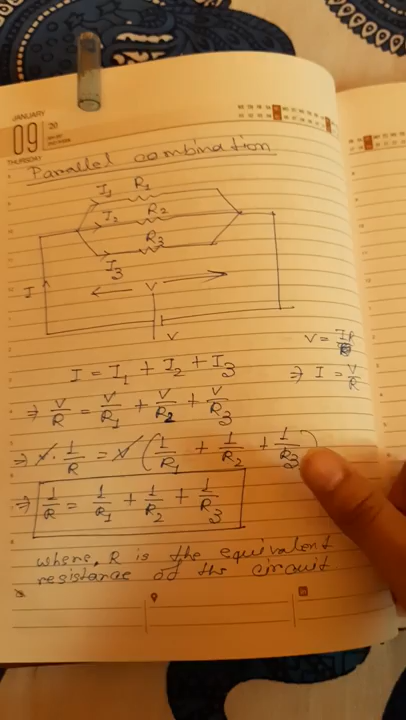 JANUARY
09
THURSDAY
Parallel combination
I₁ R₁
I₂ R₂
R₃
I₃
I
V
V
V = IR
I = I₁ + I₂ + I₃
⇒ I = V/R
⇒ V/R = V/R₁ + V/R₂ + V/R₃
⇒ V · 1/R = V (1/R₁ + 1/R₂ + 1/R₃)
⇒ 1/R = 1/R₁ + 1/R₂ + 1/R₃
where, R is the equivalent
resistance of the circuit.